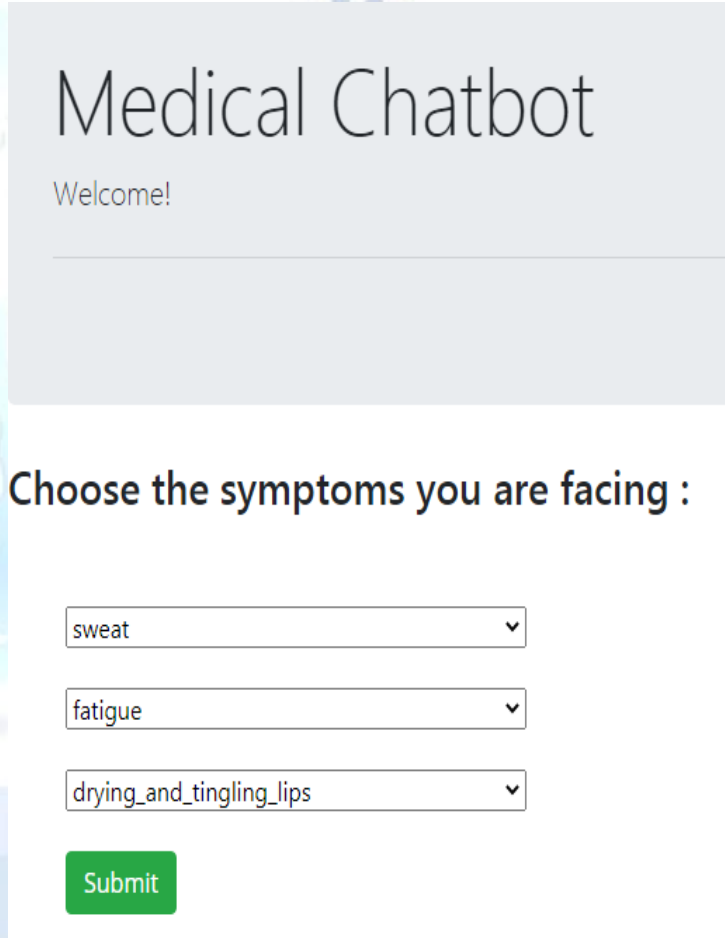 Medical Chatbot
Welcome!
Choose the symptoms you are facing :
sweat
fatigue
drying_and_tingling_lips
Submit